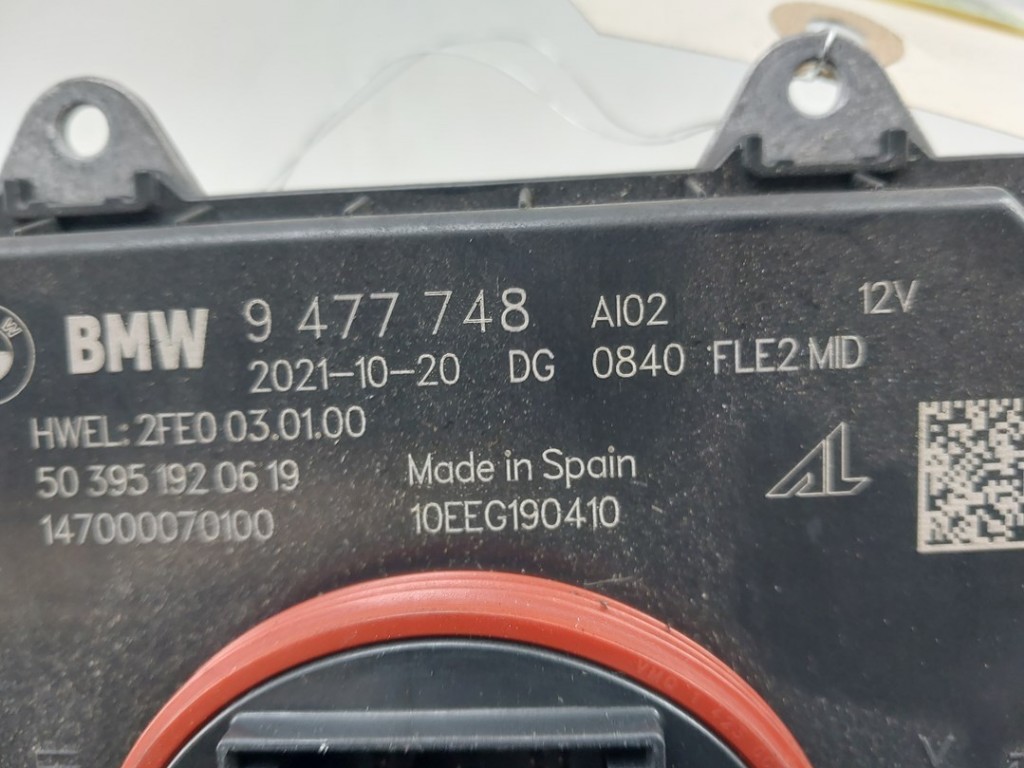 BMW 9 477 748 AI02 12V
2021-10-20 DG 0840 FLE2 MID
HWEL: 2FE0 03.01.00
50 395 192 06 19
147000070100
Made in Spain
10EEG190410
AL